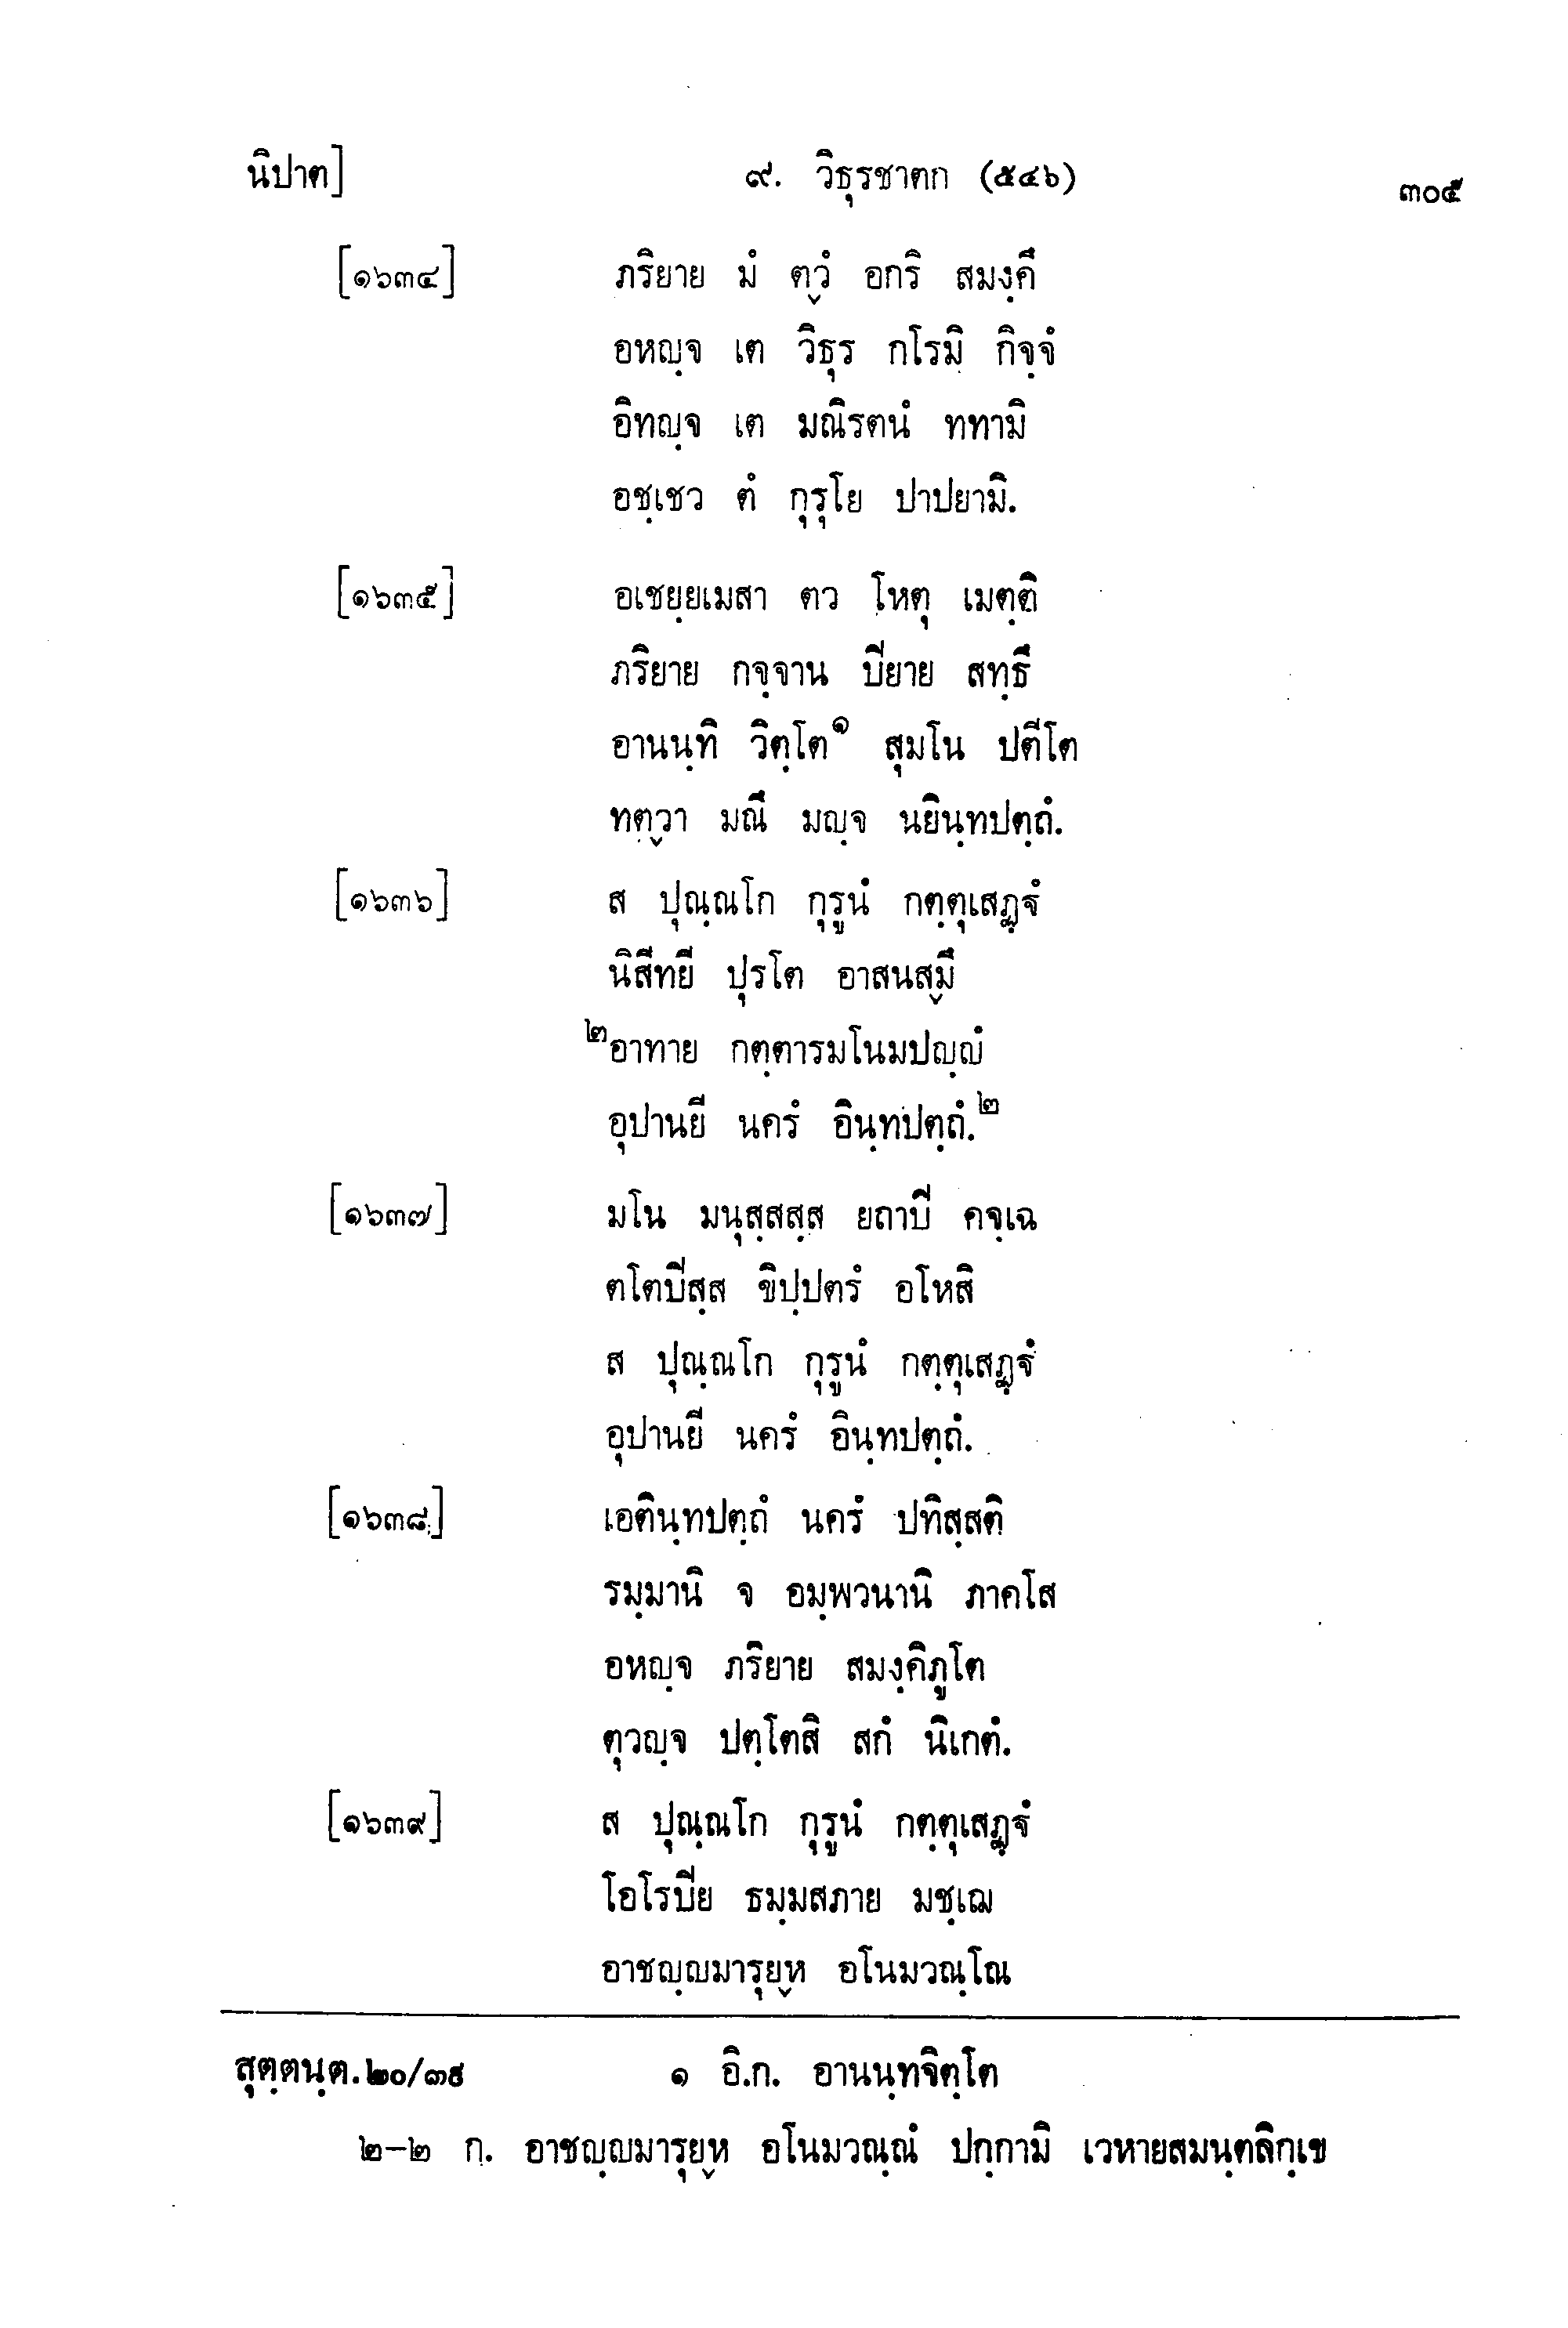 นิปาต] ๙. วิธุรชาตก (๕๔๖) ๓๐๕
[๑๖๓๔] ภริยาย มํ ตฺวํ อกริ สมงฺคึ
อหญฺจ เต วิธุร กโรมิ กิจฺจํ
อิทญฺจ เต มณิรตนํ ททามิ
อชฺเชว ตํ กุรุโย ปาปยามิ.
[๑๖๓๕] อเชยฺยเมสา ตว โหตุ เมตฺติ
ภริยาย กจฺจาน ปิยาย สทฺธึ
อานนฺทิ วิตฺโต๑ สุมโน ปตีโต
ทตฺวา มณึ มญฺจ นยินฺทปตฺถํ.
[๑๖๓๖] ส ปุณฺณโก กุรูนํ กตฺตุเสฏฺฐํ
นิสีทยี ปุรโต อาสนสฺมึ
๒อาทาย กตฺตารมโนมปญฺญํ
อุปานยี นครํ อินฺทปตฺถํ.๒
[๑๖๓๗] มโน มนุสฺสสฺส ยถาปิ คจฺเฉ
ตโตปิสฺส ขิปฺปตรํ อโหสิ
ส ปุณฺณโก กุรูนํ กตฺตุเสฏฺฐํ
อุปานยี นครํ อินฺทปตฺถํ.
[๑๖๓๘] เอตินฺทปตฺถํ นครํ ปทิสฺสติ
รมฺมานิ จ อมฺพวนานิ ภาคโส
อหญฺจ ภริยาย สมงฺคิภูโต
ตุวญฺจ ปตฺโตสิ สกํ นิเกตํ.
[๑๖๓๙] ส ปุณฺณโก กุรูนํ กตฺตุเสฏฺฐํ
โอโรปิย ธมฺมสภาย มชฺเฌ
อาชญฺญมารุยฺห อโนมวณฺโณ
สุตฺตนฺต.๒๐/๓๙ ๑ อิ.ก. อานนฺทจิตฺโต
๒–๒ ก. อาชญฺญมารุยฺห อโนมวณฺณํ ปกฺกามิ เวหายสมนฺตลิกฺเข